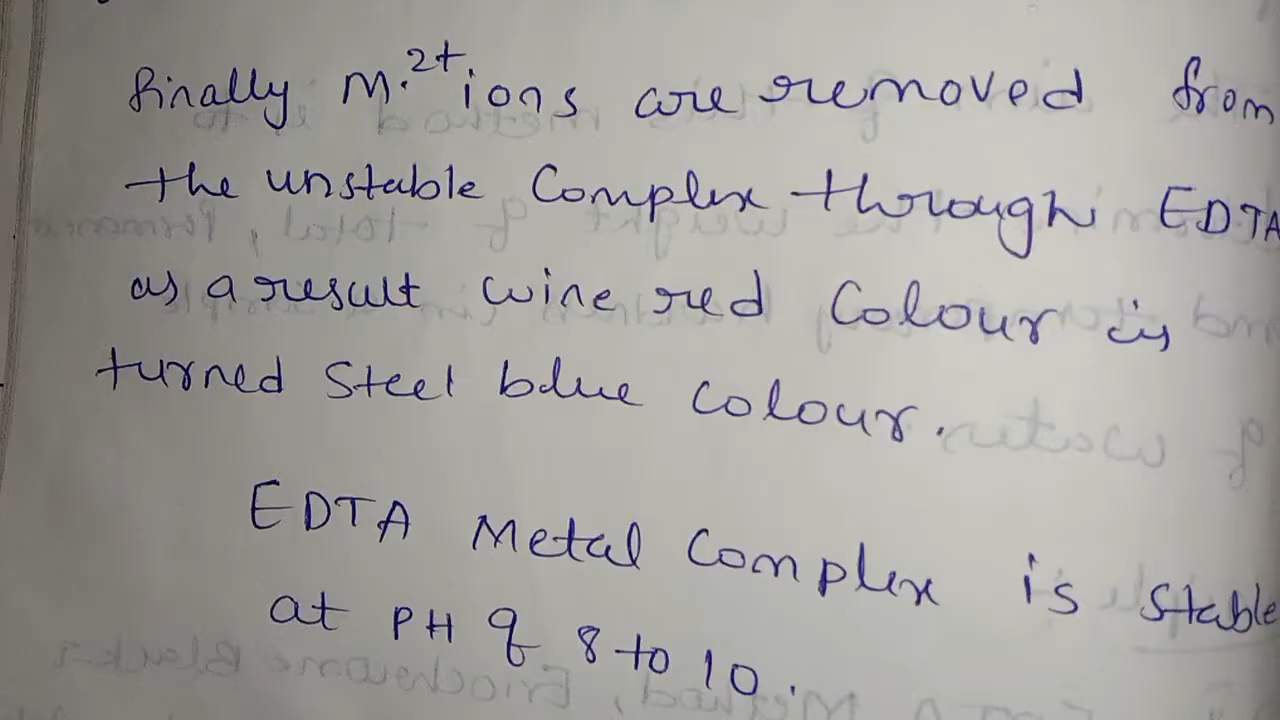 finally M.²⁺ ions are removed from
the unstable Complex through EDTA
as a result wine red Colour is
turned Steel blue colour.
EDTA Metal Complex is stable
at PH of 8 to 10.